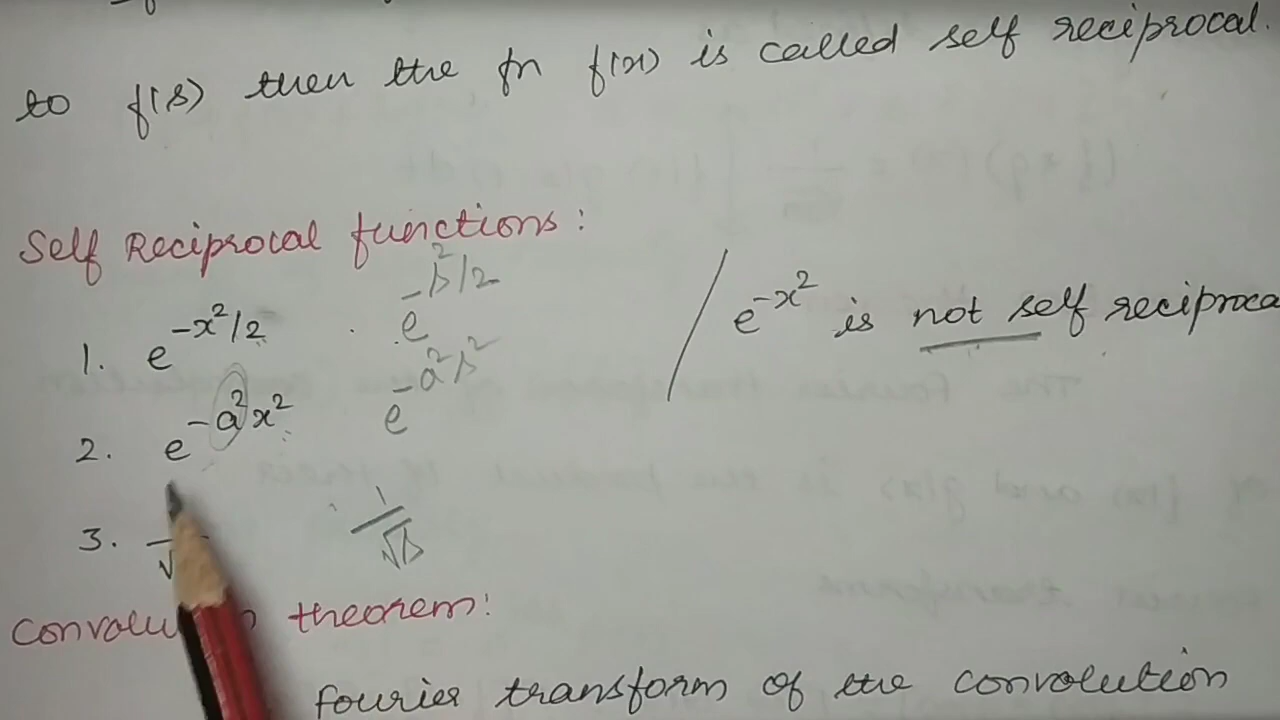 to f(s) then the fn f(x) is called self reciprocal.
Self Reciprocal functions:
1. e^{-x²/2} e^{-s²/2} / e^{-x²} is not self reciproca
2. e^{-a²x²} e^{-a²s²}
3. 1/√s
theorem:
fourier transform of the convolution